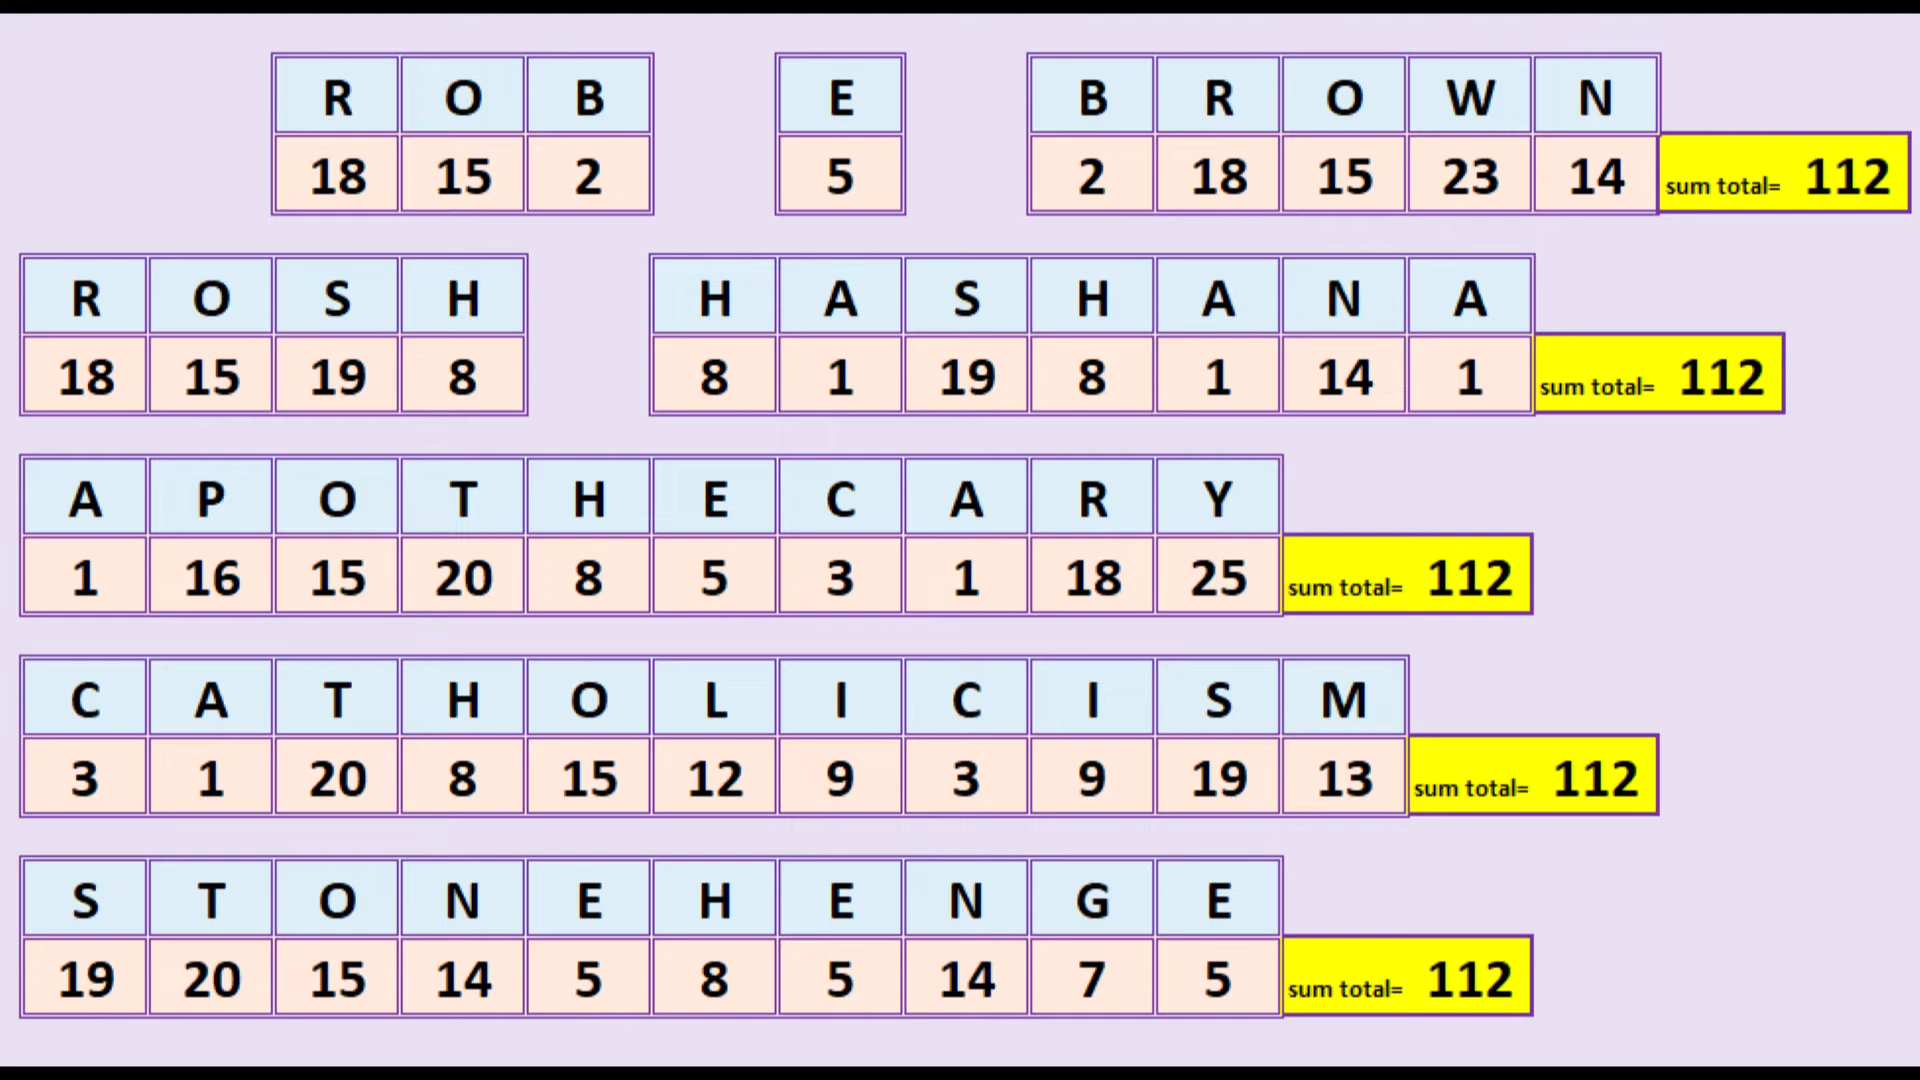 R O B E B R O W N
18 15 2 5 2 18 15 23 14 sum total= 112
R O S H H A S H A N A
18 15 19 8 8 1 19 8 1 14 1 sum total= 112
A P O T H E C A R Y
1 16 15 20 8 5 3 1 18 25 sum total= 112
C A T H O L I C I S M
3 1 20 8 15 12 9 3 9 19 13 sum total= 112
S T O N E H E N G E
19 20 15 14 5 8 5 14 7 5 sum total= 112